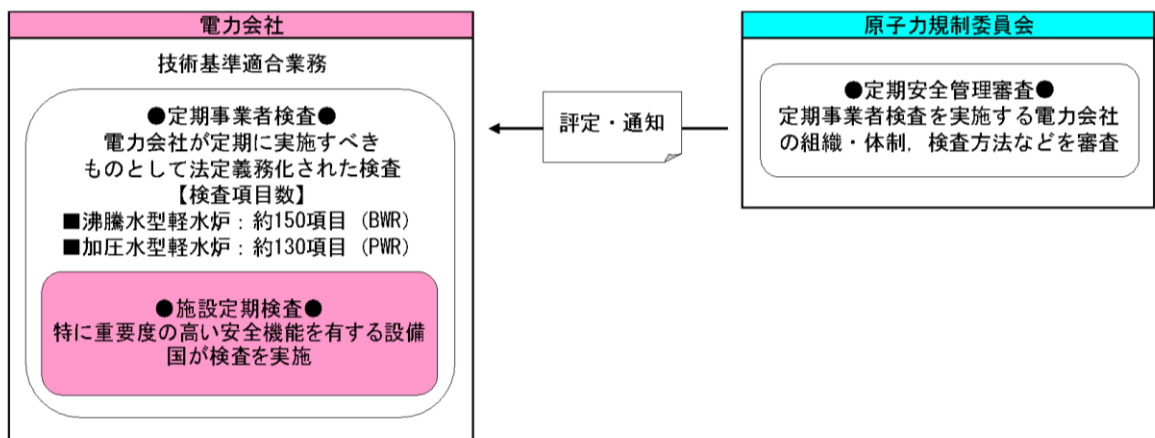 電力会社
技術基準適合業務
●定期事業者検査●
電力会社が定期に実施すべき
ものとして法定義務化された検査
【検査項目数】
■沸騰水型軽水炉：約150項目 (BWR)
■加圧水型軽水炉：約130項目 (PWR)
●施設定期検査●
特に重要度の高い安全機能を有する設備
国が検査を実施
評定・通知
原子力規制委員会
●定期安全管理審査●
定期事業者検査を実施する電力会社
の組織・体制，検査方法などを審査